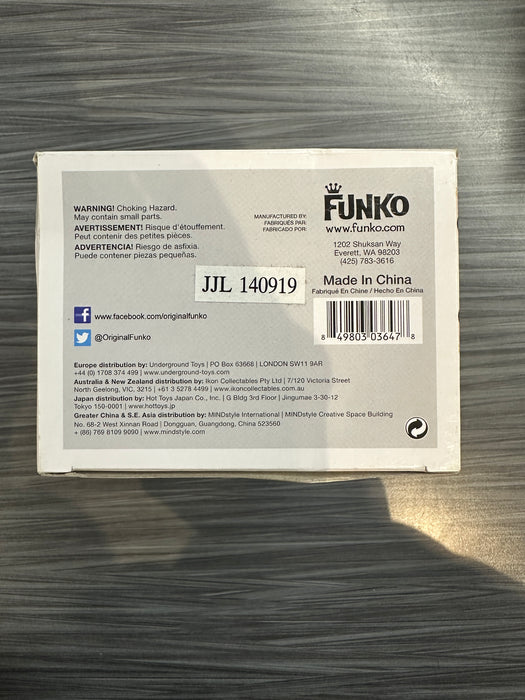 WARNING! Choking Hazard.
May contain small parts.
AVERTISSEMENT! Risque d'étouffement.
Peut contenir des petites pièces.
ADVERTENCIA! Riesgo de asfixia.
Puede contener piezas pequeñas.
MANUFACTURED BY:
FABRIQUÉS PAR:
FABRICADO POR:
FUNKO
www.funko.com
1202 Shuksan Way
Everett, WA 98203
(425) 783-3616
JJL 140919
Made In China
Fabriqué En Chine / Hecho En China
8 49803 03647 8
f www.facebook.com/originalfunko
@OriginalFunko
Europe distribution by: Underground Toys | PO Box 63668 | LONDON SW11 9AR
+44 (0) 1708 374 499 | www.underground-toys.com
Australia & New Zealand distribution by: Ikon Collectables Pty Ltd | 7/120 Victoria Street
North Geelong, VIC, 3215 | +61 3 5278 4499 | www.ikoncollectables.com
Japan distribution by: Hot Toys Japan Co., Inc. | G Bldg 3rd Floor | Jingumae 3-30-12
Tokyo 150-0001 | www.hottoys.jp
Greater China & S.E. Asia distribution by: MINDstyle International | MINDstyle Creative Space Building
No. 68-2 West Xinnan Road | Dongguan, Guangdong, China 523560
+ (86) 769 8109 9090 | www.mindstyle.com